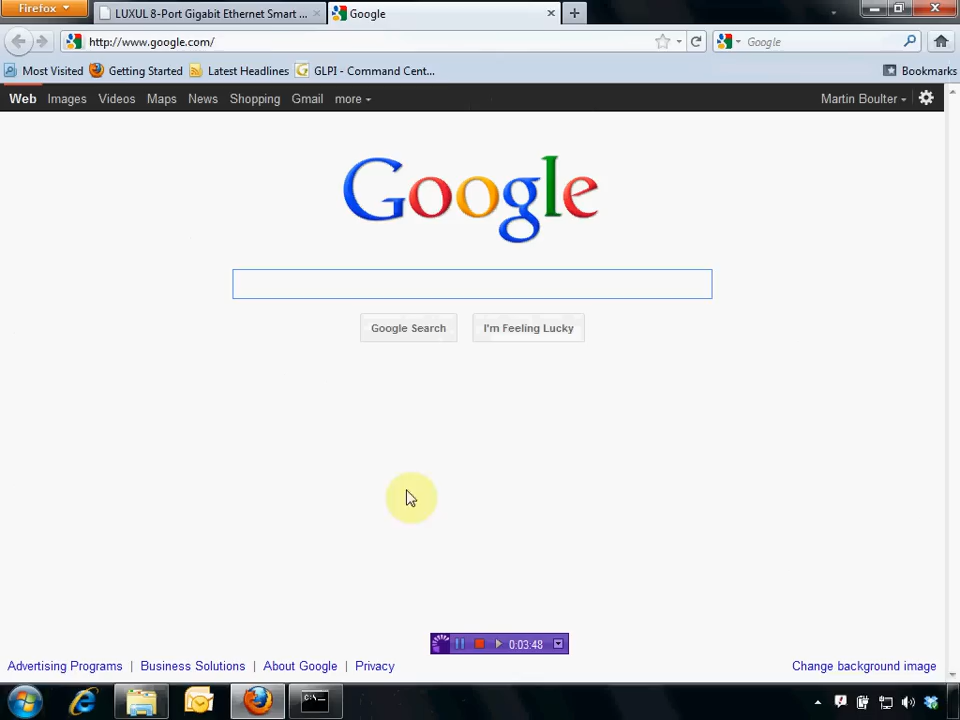 Firefox
LUXUL 8-Port Gigabit Ethernet Smart ...
Google
http://www.google.com/
Google
Most Visited
Getting Started
Latest Headlines
GLPI - Command Cent...
Bookmarks
Web Images Videos Maps News Shopping Gmail more
Martin Boulter
Google
Google Search
I'm Feeling Lucky
0:03:48
Advertising Programs | Business Solutions | About Google | Privacy
Change background image
C:\